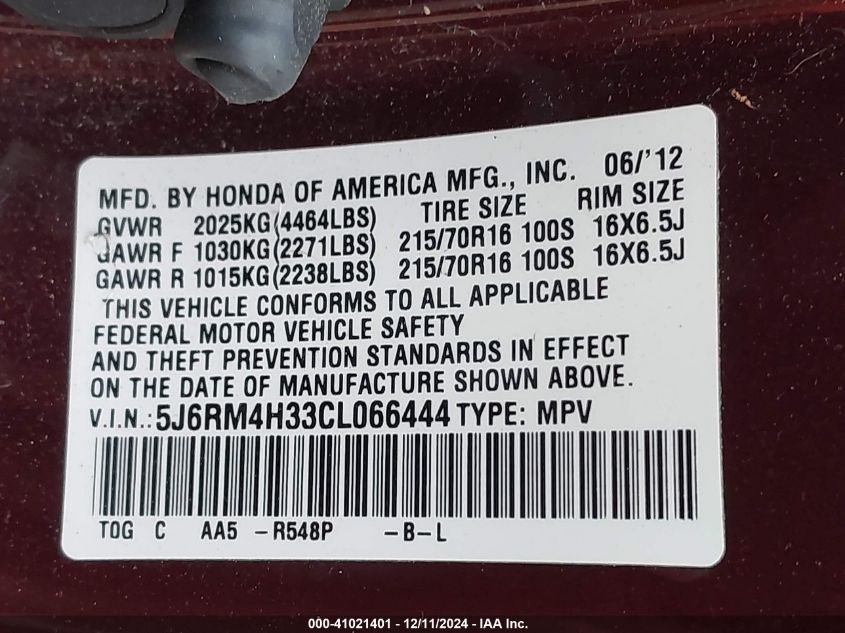 MFD. BY HONDA OF AMERICA MFG., INC. 06/'12
GVWR 2025KG(4464LBS) TIRE SIZE RIM SIZE
GAWR F 1030KG(2271LBS) 215/70R16 100S 16X6.5J
GAWR R 1015KG(2238LBS) 215/70R16 100S 16X6.5J
THIS VEHICLE CONFORMS TO ALL APPLICABLE
FEDERAL MOTOR VEHICLE SAFETY
AND THEFT PREVENTION STANDARDS IN EFFECT
ON THE DATE OF MANUFACTURE SHOWN ABOVE.
V.I.N.: 5J6RM4H33CL066444 TYPE: MPV
TOG C AA5 -R548P -B-L
000-41021401 - 12/11/2024 - IAA Inc.